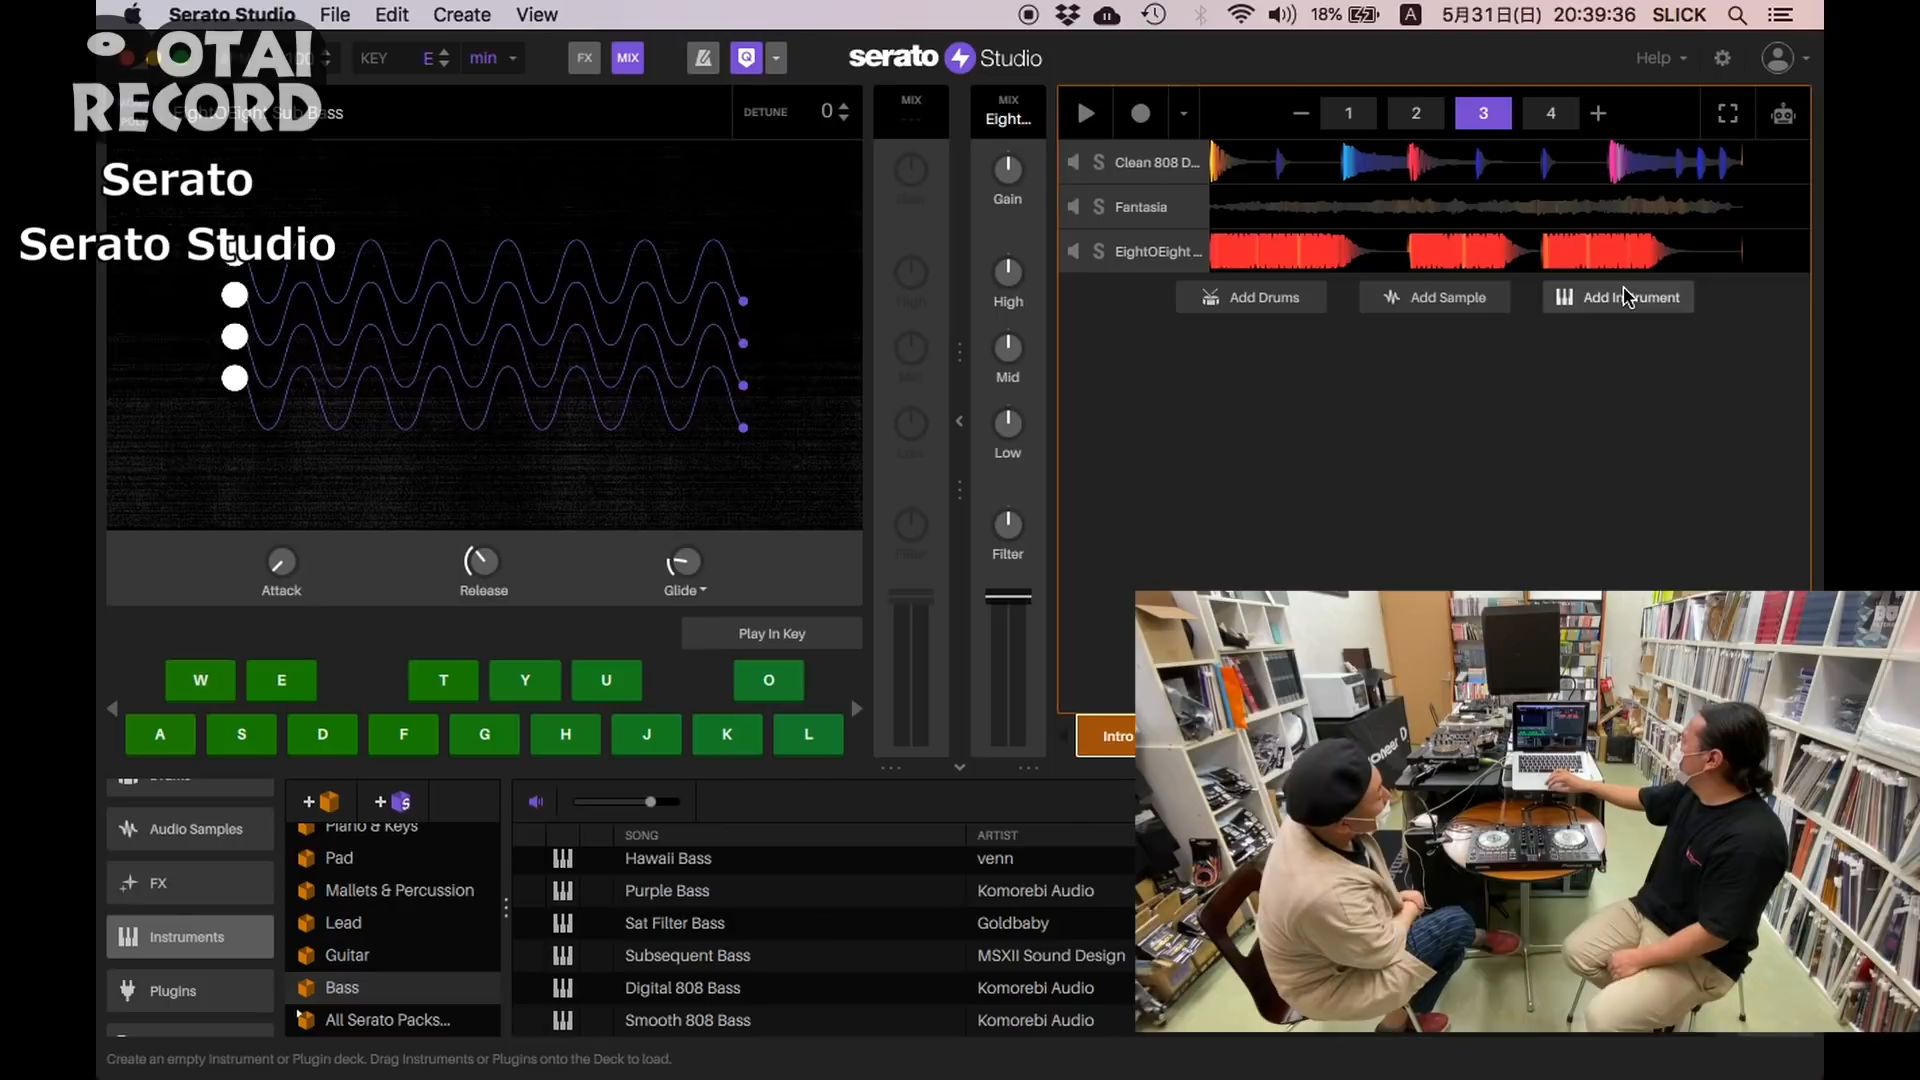 Serato Studio File Edit Create View 18% A 5月31日(日) 20:39:36 SLICK
OTAI
RECORD
KEY E min FX MIX serato Studio Help
Sub Bass DETUNE 0
MIX
MIX
Eight...
1 2 3 4
Serato
Serato Studio
Gain
High
Mid
Low
Filter
S Clean 808 D...
S Fantasia
S EightOEight ...
Add Drums Add Sample Add Instrument
Attack Release Glide
Play In Key
W E T Y U O
A S D F G H J K L
Intro
Audio Samples
FX
Instruments
Plugins
Piano & Keys
Pad
Mallets & Percussion
Lead
Guitar
Bass
All Serato Packs...
SONG ARTIST
Hawaii Bass venn
Purple Bass Komorebi Audio
Sat Filter Bass Goldbaby
Subsequent Bass MSXII Sound Design
Digital 808 Bass Komorebi Audio
Smooth 808 Bass Komorebi Audio
Create an empty Instrument or Plugin deck. Drag Instruments or Plugins onto the Deck to load.